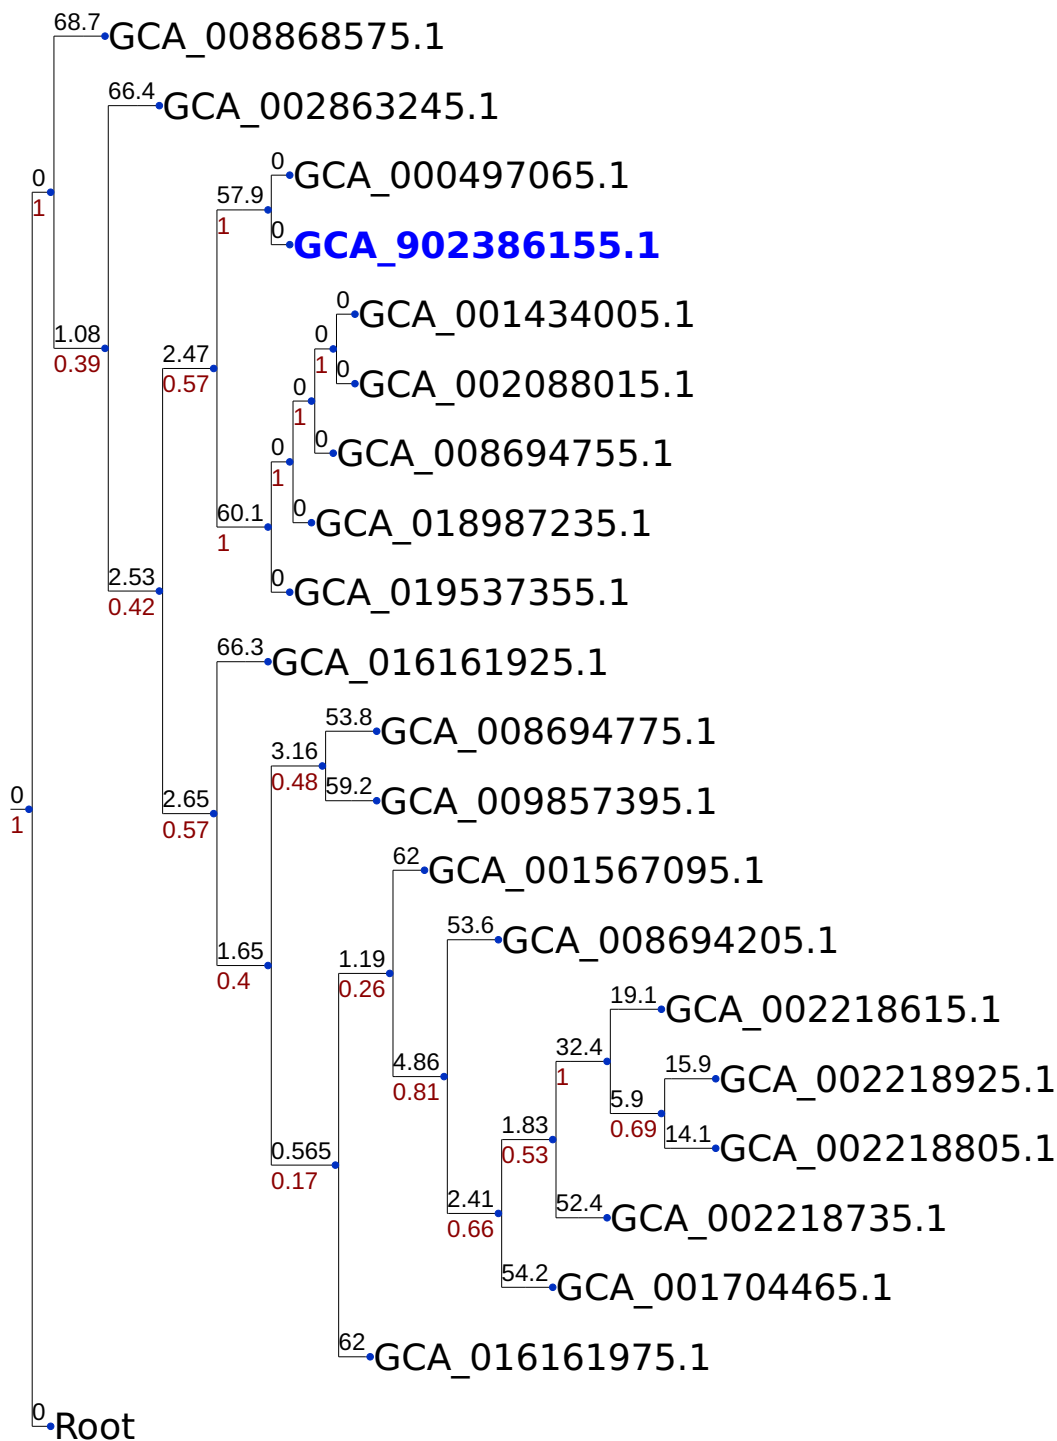 68.7 GCA_008868575.1
66.4 GCA_002863245.1
0 GCA_000497065.1
0
1
57.9
1
0 GCA_902386155.1
0 GCA_001434005.1
0
1
1.08
0.39
2.47
0.57
0 GCA_002088015.1
0
1
0 GCA_008694755.1
0
1
0 GCA_018987235.1
60.1
1
2.53
0.42
0 GCA_019537355.1
66.3 GCA_016161925.1
53.8 GCA_008694775.1
3.16
0.48
59.2 GCA_009857395.1
0
1
2.65
0.57
62 GCA_001567095.1
53.6 GCA_008694205.1
1.65
0.4
1.19
0.26
19.1 GCA_002218615.1
32.4
1
4.86
0.81
15.9 GCA_002218925.1
5.9
0.69
1.83
0.53
14.1 GCA_002218805.1
0.565
0.17
2.41
0.66
52.4 GCA_002218735.1
54.2 GCA_001704465.1
62 GCA_016161975.1
0 Root